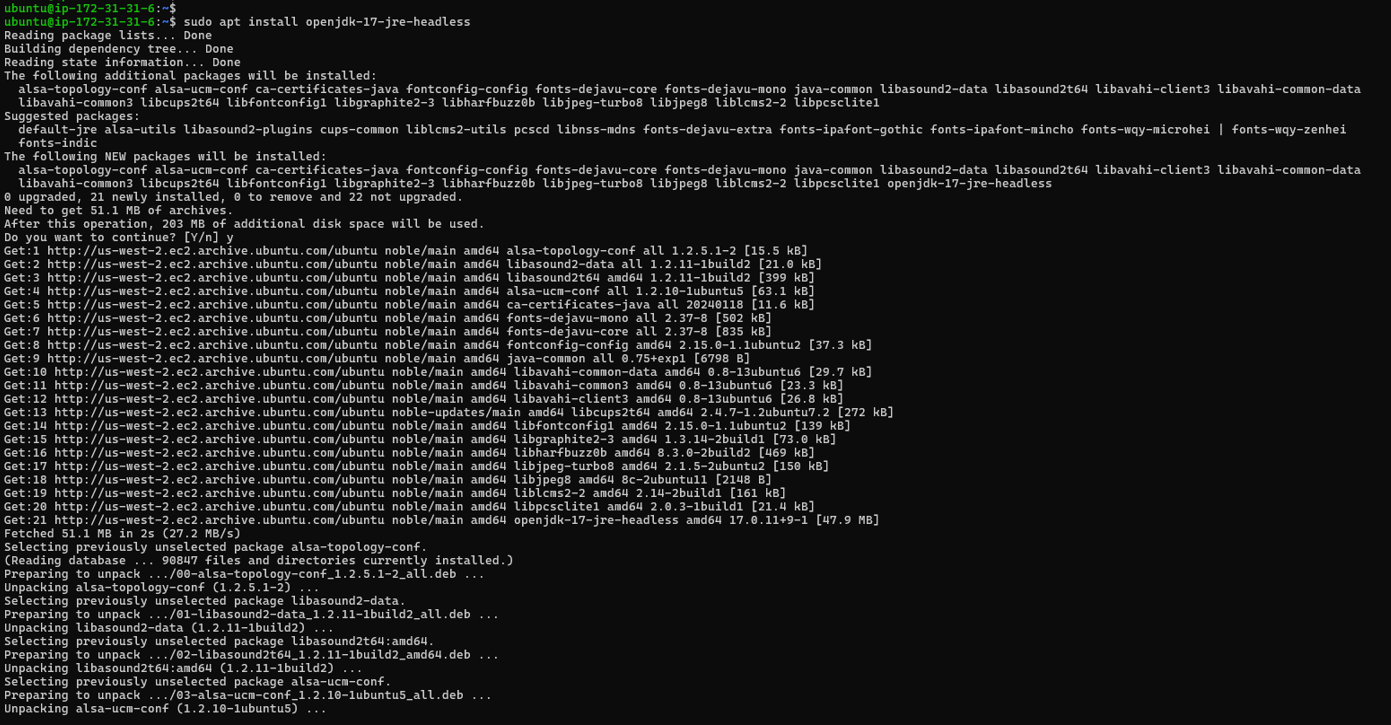 ubuntu@ip-172-31-31-6:~$
ubuntu@ip-172-31-31-6:~$ sudo apt install openjdk-17-jre-headless
Reading package lists... Done
Building dependency tree... Done
Reading state information... Done
The following additional packages will be installed:
  alsa-topology-conf alsa-ucm-conf ca-certificates-java fontconfig-config fonts-dejavu-core fonts-dejavu-mono java-common libasound2-data libasound2t64 libavahi-client3 libavahi-common-data
  libavahi-common3 libcups2t64 libfontconfig1 libgraphite2-3 libharfbuzz0b libjpeg-turbo8 libjpeg8 liblcms2-2 libpcsclite1
Suggested packages:
  default-jre alsa-utils libasound2-plugins cups-common liblcms2-utils pcscd libnss-mdns fonts-dejavu-extra fonts-ipafont-gothic fonts-ipafont-mincho fonts-wqy-microhei | fonts-wqy-zenhei
  fonts-indic
The following NEW packages will be installed:
  alsa-topology-conf alsa-ucm-conf ca-certificates-java fontconfig-config fonts-dejavu-core fonts-dejavu-mono java-common libasound2-data libasound2t64 libavahi-client3 libavahi-common-data
  libavahi-common3 libcups2t64 libfontconfig1 libgraphite2-3 libharfbuzz0b libjpeg-turbo8 libjpeg8 liblcms2-2 libpcsclite1 openjdk-17-jre-headless
0 upgraded, 21 newly installed, 0 to remove and 22 not upgraded.
Need to get 51.1 MB of archives.
After this operation, 203 MB of additional disk space will be used.
Do you want to continue? [Y/n] y
Get:1 http://us-west-2.ec2.archive.ubuntu.com/ubuntu noble/main amd64 alsa-topology-conf all 1.2.5.1-2 [15.5 kB]
Get:2 http://us-west-2.ec2.archive.ubuntu.com/ubuntu noble/main amd64 libasound2-data all 1.2.11-1build2 [21.0 kB]
Get:3 http://us-west-2.ec2.archive.ubuntu.com/ubuntu noble/main amd64 libasound2t64 amd64 1.2.11-1build2 [399 kB]
Get:4 http://us-west-2.ec2.archive.ubuntu.com/ubuntu noble/main amd64 alsa-ucm-conf all 1.2.10-1ubuntu5 [63.1 kB]
Get:5 http://us-west-2.ec2.archive.ubuntu.com/ubuntu noble/main amd64 ca-certificates-java all 20240118 [11.6 kB]
Get:6 http://us-west-2.ec2.archive.ubuntu.com/ubuntu noble/main amd64 fonts-dejavu-mono all 2.37-8 [502 kB]
Get:7 http://us-west-2.ec2.archive.ubuntu.com/ubuntu noble/main amd64 fonts-dejavu-core all 2.37-8 [835 kB]
Get:8 http://us-west-2.ec2.archive.ubuntu.com/ubuntu noble/main amd64 fontconfig-config amd64 2.15.0-1.1ubuntu2 [37.3 kB]
Get:9 http://us-west-2.ec2.archive.ubuntu.com/ubuntu noble/main amd64 java-common all 0.75+exp1 [6798 B]
Get:10 http://us-west-2.ec2.archive.ubuntu.com/ubuntu noble/main amd64 libavahi-common-data amd64 0.8-13ubuntu6 [29.7 kB]
Get:11 http://us-west-2.ec2.archive.ubuntu.com/ubuntu noble/main amd64 libavahi-common3 amd64 0.8-13ubuntu6 [23.3 kB]
Get:12 http://us-west-2.ec2.archive.ubuntu.com/ubuntu noble/main amd64 libavahi-client3 amd64 0.8-13ubuntu6 [26.8 kB]
Get:13 http://us-west-2.ec2.archive.ubuntu.com/ubuntu noble-updates/main amd64 libcups2t64 amd64 2.4.7-1.2ubuntu7.2 [272 kB]
Get:14 http://us-west-2.ec2.archive.ubuntu.com/ubuntu noble/main amd64 libfontconfig1 amd64 2.15.0-1.1ubuntu2 [139 kB]
Get:15 http://us-west-2.ec2.archive.ubuntu.com/ubuntu noble/main amd64 libgraphite2-3 amd64 1.3.14-2build1 [73.0 kB]
Get:16 http://us-west-2.ec2.archive.ubuntu.com/ubuntu noble/main amd64 libharfbuzz0b amd64 8.3.0-2build2 [469 kB]
Get:17 http://us-west-2.ec2.archive.ubuntu.com/ubuntu noble/main amd64 libjpeg-turbo8 amd64 2.1.5-2ubuntu2 [150 kB]
Get:18 http://us-west-2.ec2.archive.ubuntu.com/ubuntu noble/main amd64 libjpeg8 amd64 8c-2ubuntu11 [2148 B]
Get:19 http://us-west-2.ec2.archive.ubuntu.com/ubuntu noble/main amd64 liblcms2-2 amd64 2.14-2build1 [161 kB]
Get:20 http://us-west-2.ec2.archive.ubuntu.com/ubuntu noble/main amd64 libpcsclite1 amd64 2.0.3-1build1 [21.4 kB]
Get:21 http://us-west-2.ec2.archive.ubuntu.com/ubuntu noble/main amd64 openjdk-17-jre-headless amd64 17.0.11+9-1 [47.9 MB]
Fetched 51.1 MB in 2s (27.2 MB/s)
Selecting previously unselected package alsa-topology-conf.
(Reading database ... 90847 files and directories currently installed.)
Preparing to unpack .../00-alsa-topology-conf_1.2.5.1-2_all.deb ...
Unpacking alsa-topology-conf (1.2.5.1-2) ...
Selecting previously unselected package libasound2-data.
Preparing to unpack .../01-libasound2-data_1.2.11-1build2_all.deb ...
Unpacking libasound2-data (1.2.11-1build2) ...
Selecting previously unselected package libasound2t64:amd64.
Preparing to unpack .../02-libasound2t64_1.2.11-1build2_amd64.deb ...
Unpacking libasound2t64:amd64 (1.2.11-1build2) ...
Selecting previously unselected package alsa-ucm-conf.
Preparing to unpack .../03-alsa-ucm-conf_1.2.10-1ubuntu5_all.deb ...
Unpacking alsa-ucm-conf (1.2.10-1ubuntu5) ...